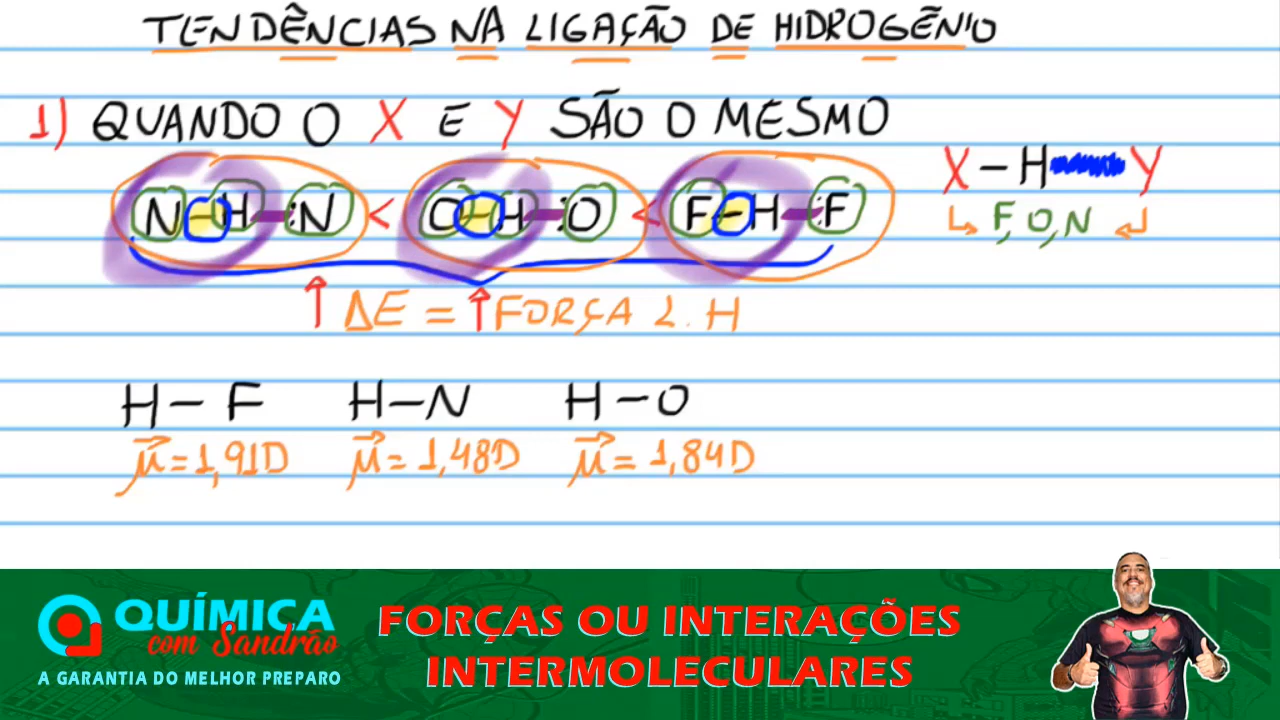 TENDÊNCIAS NA LIGAÇÃO DE HIDROGÊNIO
1) QUANDO O X E Y SÃO O MESMO
N-H-:N < O-H-:O < F-H-:F
X-H Y
F, O, N
↑ ΔE = ↑ FORÇA L.H
H-F H-N H-O
μ = 1,91D μ = 1,48D μ = 1,84D
QUÍMICA
com Sandrão
A GARANTIA DO MELHOR PREPARO
FORÇAS OU INTERAÇÕES
INTERMOLECULARES